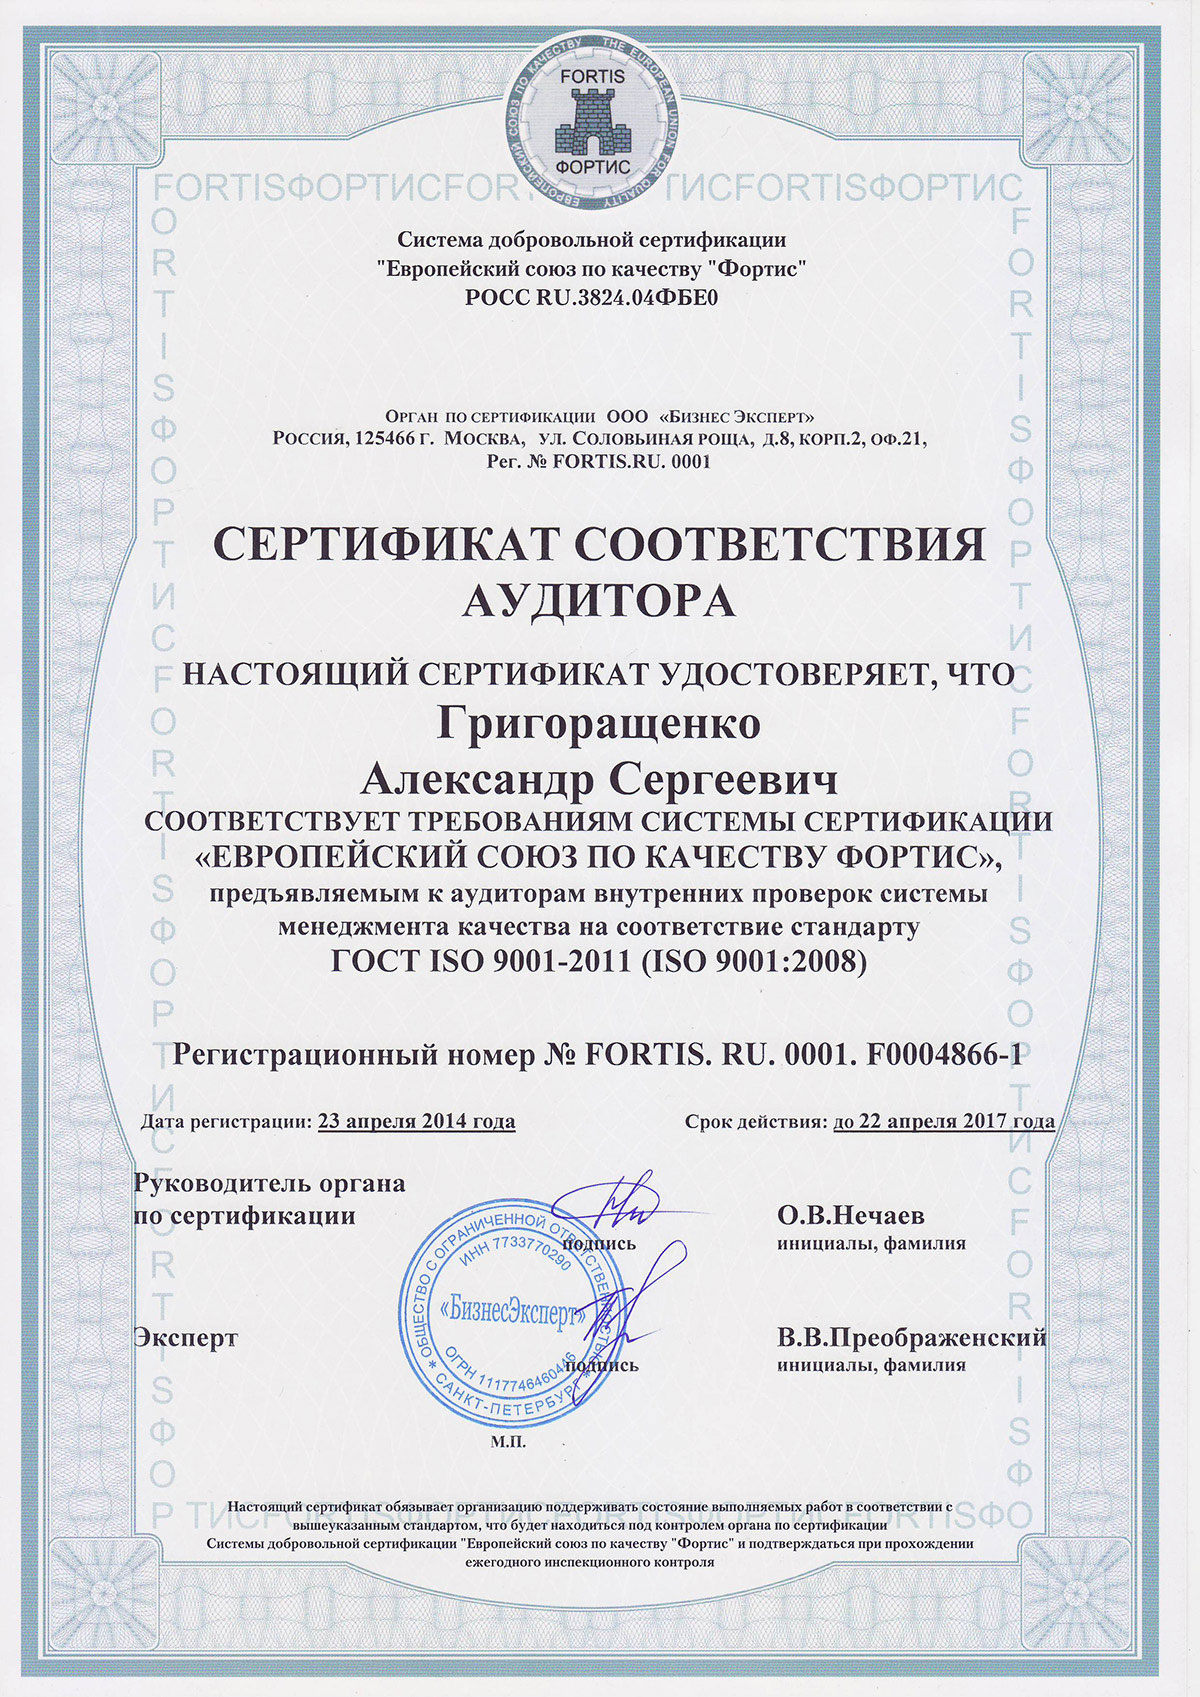 ЕВРОПЕЙСКИЙ СОЮЗ ПО КАЧЕСТВУ THE EUROPEAN UNION FOR QUALITY
FORTIS
ФОРТИС
FORTISФОРТИСFOR ТИСFORTISФОРТИС
Система добровольной сертификации
"Европейский союз по качеству "Фортис"
РОСС RU.3824.04ФБЕ0
Орган по сертификации ООО «Бизнес Эксперт»
Россия, 125466 г. Москва, ул. Соловьиная роща, д.8, корп.2, оф.21,
Рег. № FORTIS.RU. 0001
СЕРТИФИКАТ СООТВЕТСТВИЯ
АУДИТОРА
НАСТОЯЩИЙ СЕРТИФИКАТ УДОСТОВЕРЯЕТ, ЧТО
Григоращенко
Александр Сергеевич
СООТВЕТСТВУЕТ ТРЕБОВАНИЯМ СИСТЕМЫ СЕРТИФИКАЦИИ
«ЕВРОПЕЙСКИЙ СОЮЗ ПО КАЧЕСТВУ ФОРТИС»,
предъявляемым к аудиторам внутренних проверок системы
менеджмента качества на соответствие стандарту
ГОСТ ISO 9001-2011 (ISO 9001:2008)
Регистрационный номер № FORTIS. RU. 0001. F0004866-1
Дата регистрации: 23 апреля 2014 года Срок действия: до 22 апреля 2017 года
Руководитель органа
по сертификации
О.В.Нечаев
подпись
инициалы, фамилия
Эксперт
В.В.Преображенский
подпись
инициалы, фамилия
ОБЩЕСТВО С ОГРАНИЧЕННОЙ ОТВЕТСТВЕННОСТЬЮ
ИНН 7733770290
«БизнесЭксперт»
ОГРН 1117746460446
* САНКТ-ПЕТЕРБУРГ *
М.П.
Настоящий сертификат обязывает организацию поддерживать состояние выполняемых работ в соответствии с
вышеуказанным стандартом, что будет находиться под контролем органа по сертификации
Системы добровольной сертификации "Европейский союз по качеству "Фортис" и подтверждаться при прохождении
ежегодного инспекционного контроля